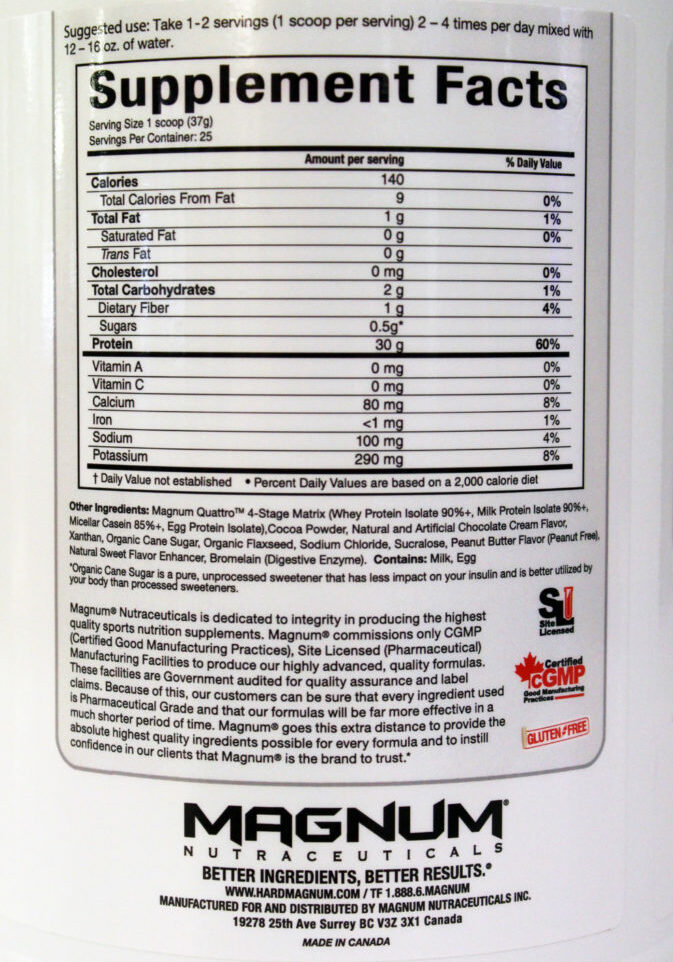 Suggested use: Take 1-2 servings (1 scoop per serving) 2 – 4 times per day mixed with
12 – 16 oz. of water.
Supplement Facts
Serving Size 1 scoop (37g)
Servings Per Container: 25
Amount per serving % Daily Value
Calories 140
Total Calories From Fat 9 0%
Total Fat 1 g 1%
Saturated Fat 0 g 0%
Trans Fat 0 g
Cholesterol 0 mg 0%
Total Carbohydrates 2 g 1%
Dietary Fiber 1 g 4%
Sugars 0.5g*
Protein 30 g 60%
Vitamin A 0 mg 0%
Vitamin C 0 mg 0%
Calcium 80 mg 8%
Iron <1 mg 1%
Sodium 100 mg 4%
Potassium 290 mg 8%
† Daily Value not established • Percent Daily Values are based on a 2,000 calorie diet
Other Ingredients: Magnum Quattro™ 4-Stage Matrix (Whey Protein Isolate 90%+, Milk Protein Isolate 90%+,
Micellar Casein 85%+, Egg Protein Isolate),Cocoa Powder, Natural and Artificial Chocolate Cream Flavor,
Xanthan, Organic Cane Sugar, Organic Flaxseed, Sodium Chloride, Sucralose, Peanut Butter Flavor (Peanut Free),
Natural Sweet Flavor Enhancer, Bromelain (Digestive Enzyme). Contains: Milk, Egg
*Organic Cane Sugar is a pure, unprocessed sweetener that has less impact on your insulin and is better utilized by
your body than processed sweeteners.
Magnum® Nutraceuticals is dedicated to integrity in producing the highest
quality sports nutrition supplements. Magnum® commissions only CGMP
(Certified Good Manufacturing Practices), Site Licensed (Pharmaceutical)
Manufacturing Facilities to produce our highly advanced, quality formulas.
These facilities are Government audited for quality assurance and label
claims. Because of this, our customers can be sure that every ingredient used
is Pharmaceutical Grade and that our formulas will be far more effective in a
much shorter period of time. Magnum® goes this extra distance to provide the
absolute highest quality ingredients possible for every formula and to instill
confidence in our clients that Magnum® is the brand to trust.*
SL
Site
Licensed
Certified
CGMP
Good Manufacturing
Practices
GLUTEN FREE
MAGNUM®
NUTRACEUTICALS
BETTER INGREDIENTS, BETTER RESULTS.®
WWW.HARDMAGNUM.COM / TF 1.888.6.MAGNUM
MANUFACTURED FOR AND DISTRIBUTED BY MAGNUM NUTRACEUTICALS INC.
19278 25th Ave Surrey BC V3Z 3X1 Canada
MADE IN CANADA